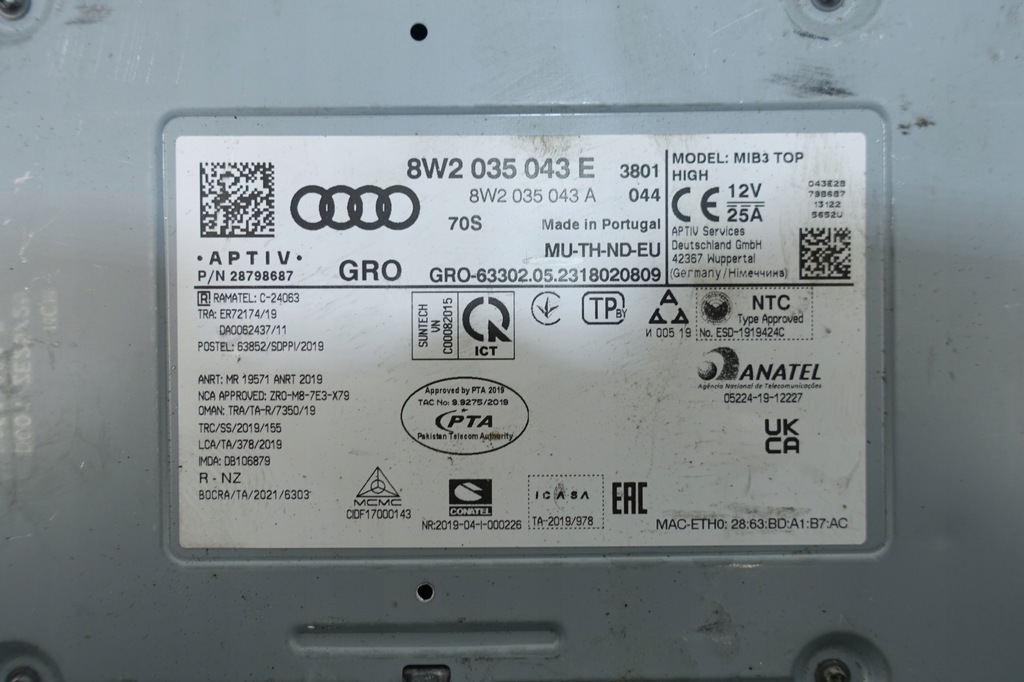 8W2 035 043 E 3801
8W2 035 043 A 044
70S Made in Portugal
MU-TH-ND-EU
·APTIV·
P/N 28798687
GRO GRO-63302.05.2318020809
MODEL: MIB3 TOP
HIGH
CE 12V
25A
APTIV Services
Deutschland GmbH
42367 Wuppertal
(Germany/Німеччина)
043E28
798687
13122
5652U
R RAMATEL: C-24063
TRA: ER72174/19
DA0062437/11
POSTEL: 63852/SDPPI/2019
ANRT: MR 19571 ANRT 2019
NCA APPROVED: ZRO-M8-7E3-X79
OMAN: TRA/TA-R/7350/19
TRC/SS/2019/155
LCA/TA/378/2019
IMDA: DB106879
R - NZ
BOCRA/TA/2021/6303
SUNTECH
VN
C000082015
ICT
TP BY
И 005 19
NTC
Type Approved
No. ESD-1919424C
ANATEL
Agência Nacional de Telecomunicações
05224-19-12227
Approved by PTA 2019
TAC No: 9.9275/2019
PTA
Pakistan Telecom Authority
UK
CA
MCMC
CIDF17000143
CONATEL
NR:2019-04-I-000226
ICASA
TA-2019/978
EAC
MAC-ETH0: 28:63:BD:A1:B7:AC